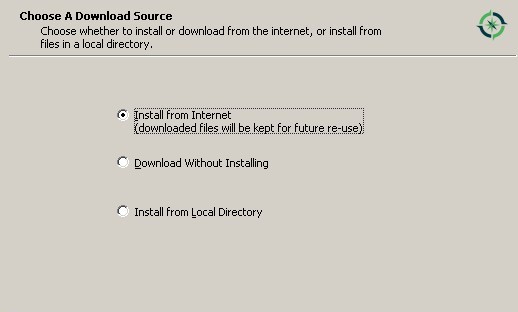 Choose A Download Source
Choose whether to install or download from the internet, or install from
files in a local directory.
Install from Internet
(downloaded files will be kept for future re-use)
Download Without Installing
Install from Local Directory